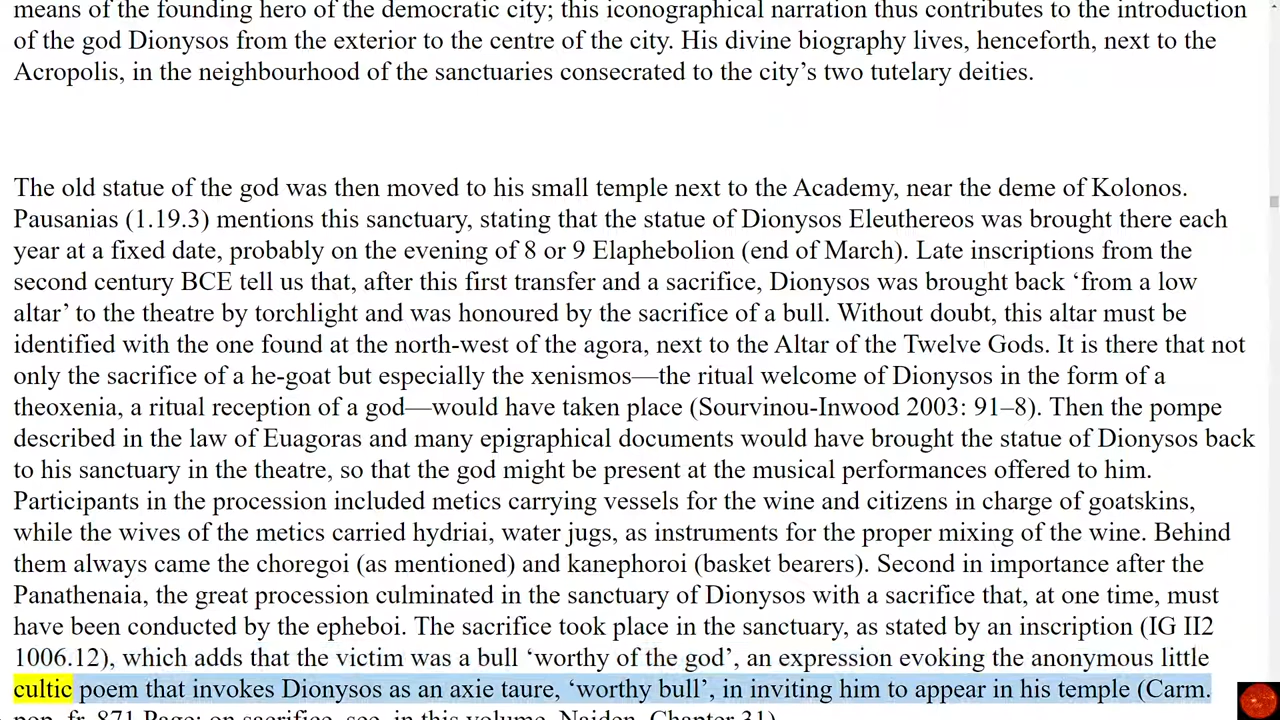 means of the founding hero of the democratic city; this iconographical narration thus contributes to the introduction
of the god Dionysos from the exterior to the centre of the city. His divine biography lives, henceforth, next to the
Acropolis, in the neighbourhood of the sanctuaries consecrated to the city’s two tutelary deities.
The old statue of the god was then moved to his small temple next to the Academy, near the deme of Kolonos.
Pausanias (1.19.3) mentions this sanctuary, stating that the statue of Dionysos Eleuthereos was brought there each
year at a fixed date, probably on the evening of 8 or 9 Elaphebolion (end of March). Late inscriptions from the
second century BCE tell us that, after this first transfer and a sacrifice, Dionysos was brought back ‘from a low
altar’ to the theatre by torchlight and was honoured by the sacrifice of a bull. Without doubt, this altar must be
identified with the one found at the north-west of the agora, next to the Altar of the Twelve Gods. It is there that not
only the sacrifice of a he-goat but especially the xenismos—the ritual welcome of Dionysos in the form of a
theoxenia, a ritual reception of a god—would have taken place (Sourvinou-Inwood 2003: 91–8). Then the pompe
described in the law of Euagoras and many epigraphical documents would have brought the statue of Dionysos back
to his sanctuary in the theatre, so that the god might be present at the musical performances offered to him.
Participants in the procession included metics carrying vessels for the wine and citizens in charge of goatskins,
while the wives of the metics carried hydriai, water jugs, as instruments for the proper mixing of the wine. Behind
them always came the choregoi (as mentioned) and kanephoroi (basket bearers). Second in importance after the
Panathenaia, the great procession culminated in the sanctuary of Dionysos with a sacrifice that, at one time, must
have been conducted by the epheboi. The sacrifice took place in the sanctuary, as stated by an inscription (IG II2
1006.12), which adds that the victim was a bull ‘worthy of the god’, an expression evoking the anonymous little
cultic poem that invokes Dionysos as an axie taure, ‘worthy bull’, in inviting him to appear in his temple (Carm.
pop. fr. 871 Page; on sacrifice, see, in this volume, Naiden, Chapter 31).